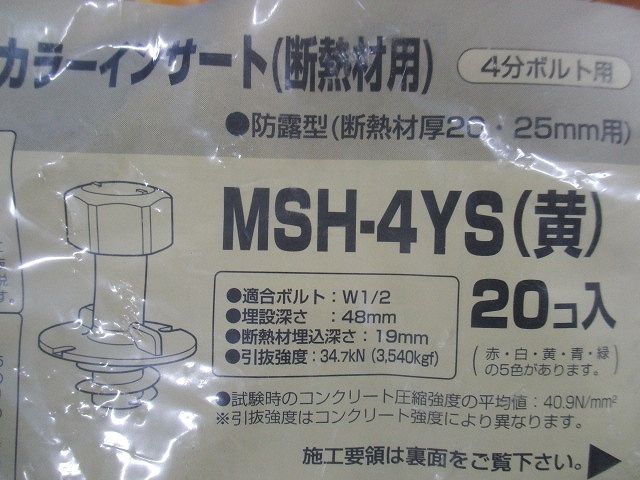 カラーインサート(断熱材用)
4分ボルト用
●防露型(断熱材厚20・25mm用)
MSH-4YS(黄)
●適合ボルト：W1/2
●埋設深さ：48mm
●断熱材埋込深さ：19mm
●引抜強度：34.7kN (3,540kgf)
20コ入
(赤・白・黄・青・緑
の5色があります。)
●試験時のコンクリート圧縮強度の平均値：40.9N/mm²
※引抜強度はコンクリート強度により異なります。
施工要領は裏面をご覧下さい。▶